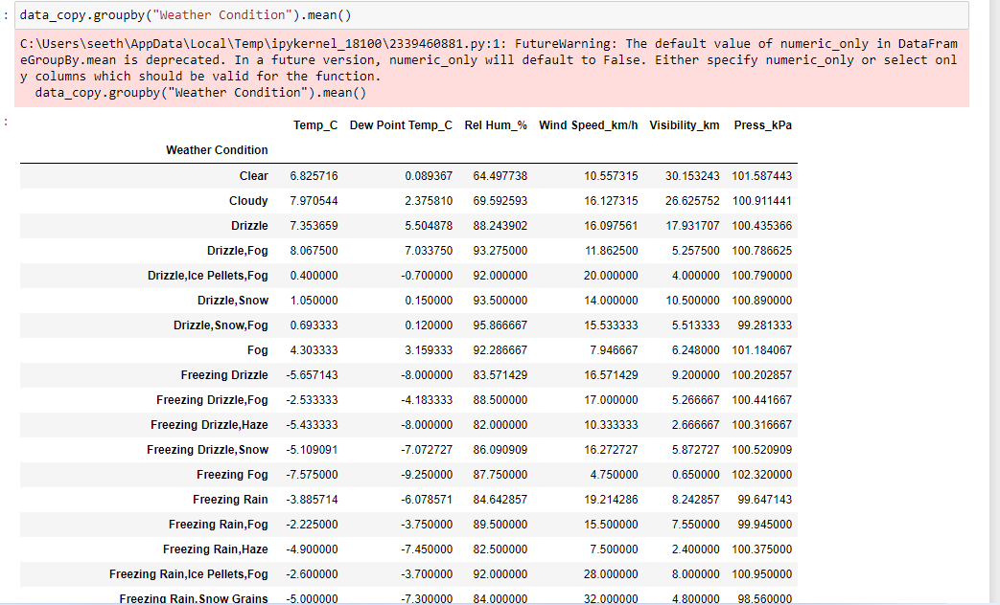 : data_copy.groupby("Weather Condition").mean()
C:\Users\seeth\AppData\Local\Temp\ipykernel_18100\2339460881.py:1: FutureWarning: The default value of numeric_only in DataFram
eGroupBy.mean is deprecated. In a future version, numeric_only will default to False. Either specify numeric_only or select onl
y columns which should be valid for the function.
data_copy.groupby("Weather Condition").mean()
:
Temp_C Dew Point Temp_C Rel Hum_% Wind Speed_km/h Visibility_km Press_kPa
Weather Condition
Clear 6.825716 0.089367 64.497738 10.557315 30.153243 101.587443
Cloudy 7.970544 2.375810 69.592593 16.127315 26.625752 100.911441
Drizzle 7.353659 5.504878 88.243902 16.097561 17.931707 100.435366
Drizzle,Fog 8.067500 7.033750 93.275000 11.862500 5.257500 100.786625
Drizzle,Ice Pellets,Fog 0.400000 -0.700000 92.000000 20.000000 4.000000 100.790000
Drizzle,Snow 1.050000 0.150000 93.500000 14.000000 10.500000 100.890000
Drizzle,Snow,Fog 0.693333 0.120000 95.866667 15.533333 5.513333 99.281333
Fog 4.303333 3.159333 92.286667 7.946667 6.248000 101.184067
Freezing Drizzle -5.657143 -8.000000 83.571429 16.571429 9.200000 100.202857
Freezing Drizzle,Fog -2.533333 -4.183333 88.500000 17.000000 5.266667 100.441667
Freezing Drizzle,Haze -5.433333 -8.000000 82.000000 10.333333 2.666667 100.316667
Freezing Drizzle,Snow -5.109091 -7.072727 86.090909 16.272727 5.872727 100.520909
Freezing Fog -7.575000 -9.250000 87.750000 4.750000 0.650000 102.320000
Freezing Rain -3.885714 -6.078571 84.642857 19.214286 8.242857 99.647143
Freezing Rain,Fog -2.225000 -3.750000 89.500000 15.500000 7.550000 99.945000
Freezing Rain,Haze -4.900000 -7.450000 82.500000 7.500000 2.400000 100.375000
Freezing Rain,Ice Pellets,Fog -2.600000 -3.700000 92.000000 28.000000 8.000000 100.950000
Freezing Rain,Snow Grains -5.000000 -7.300000 84.000000 32.000000 4.800000 98.560000